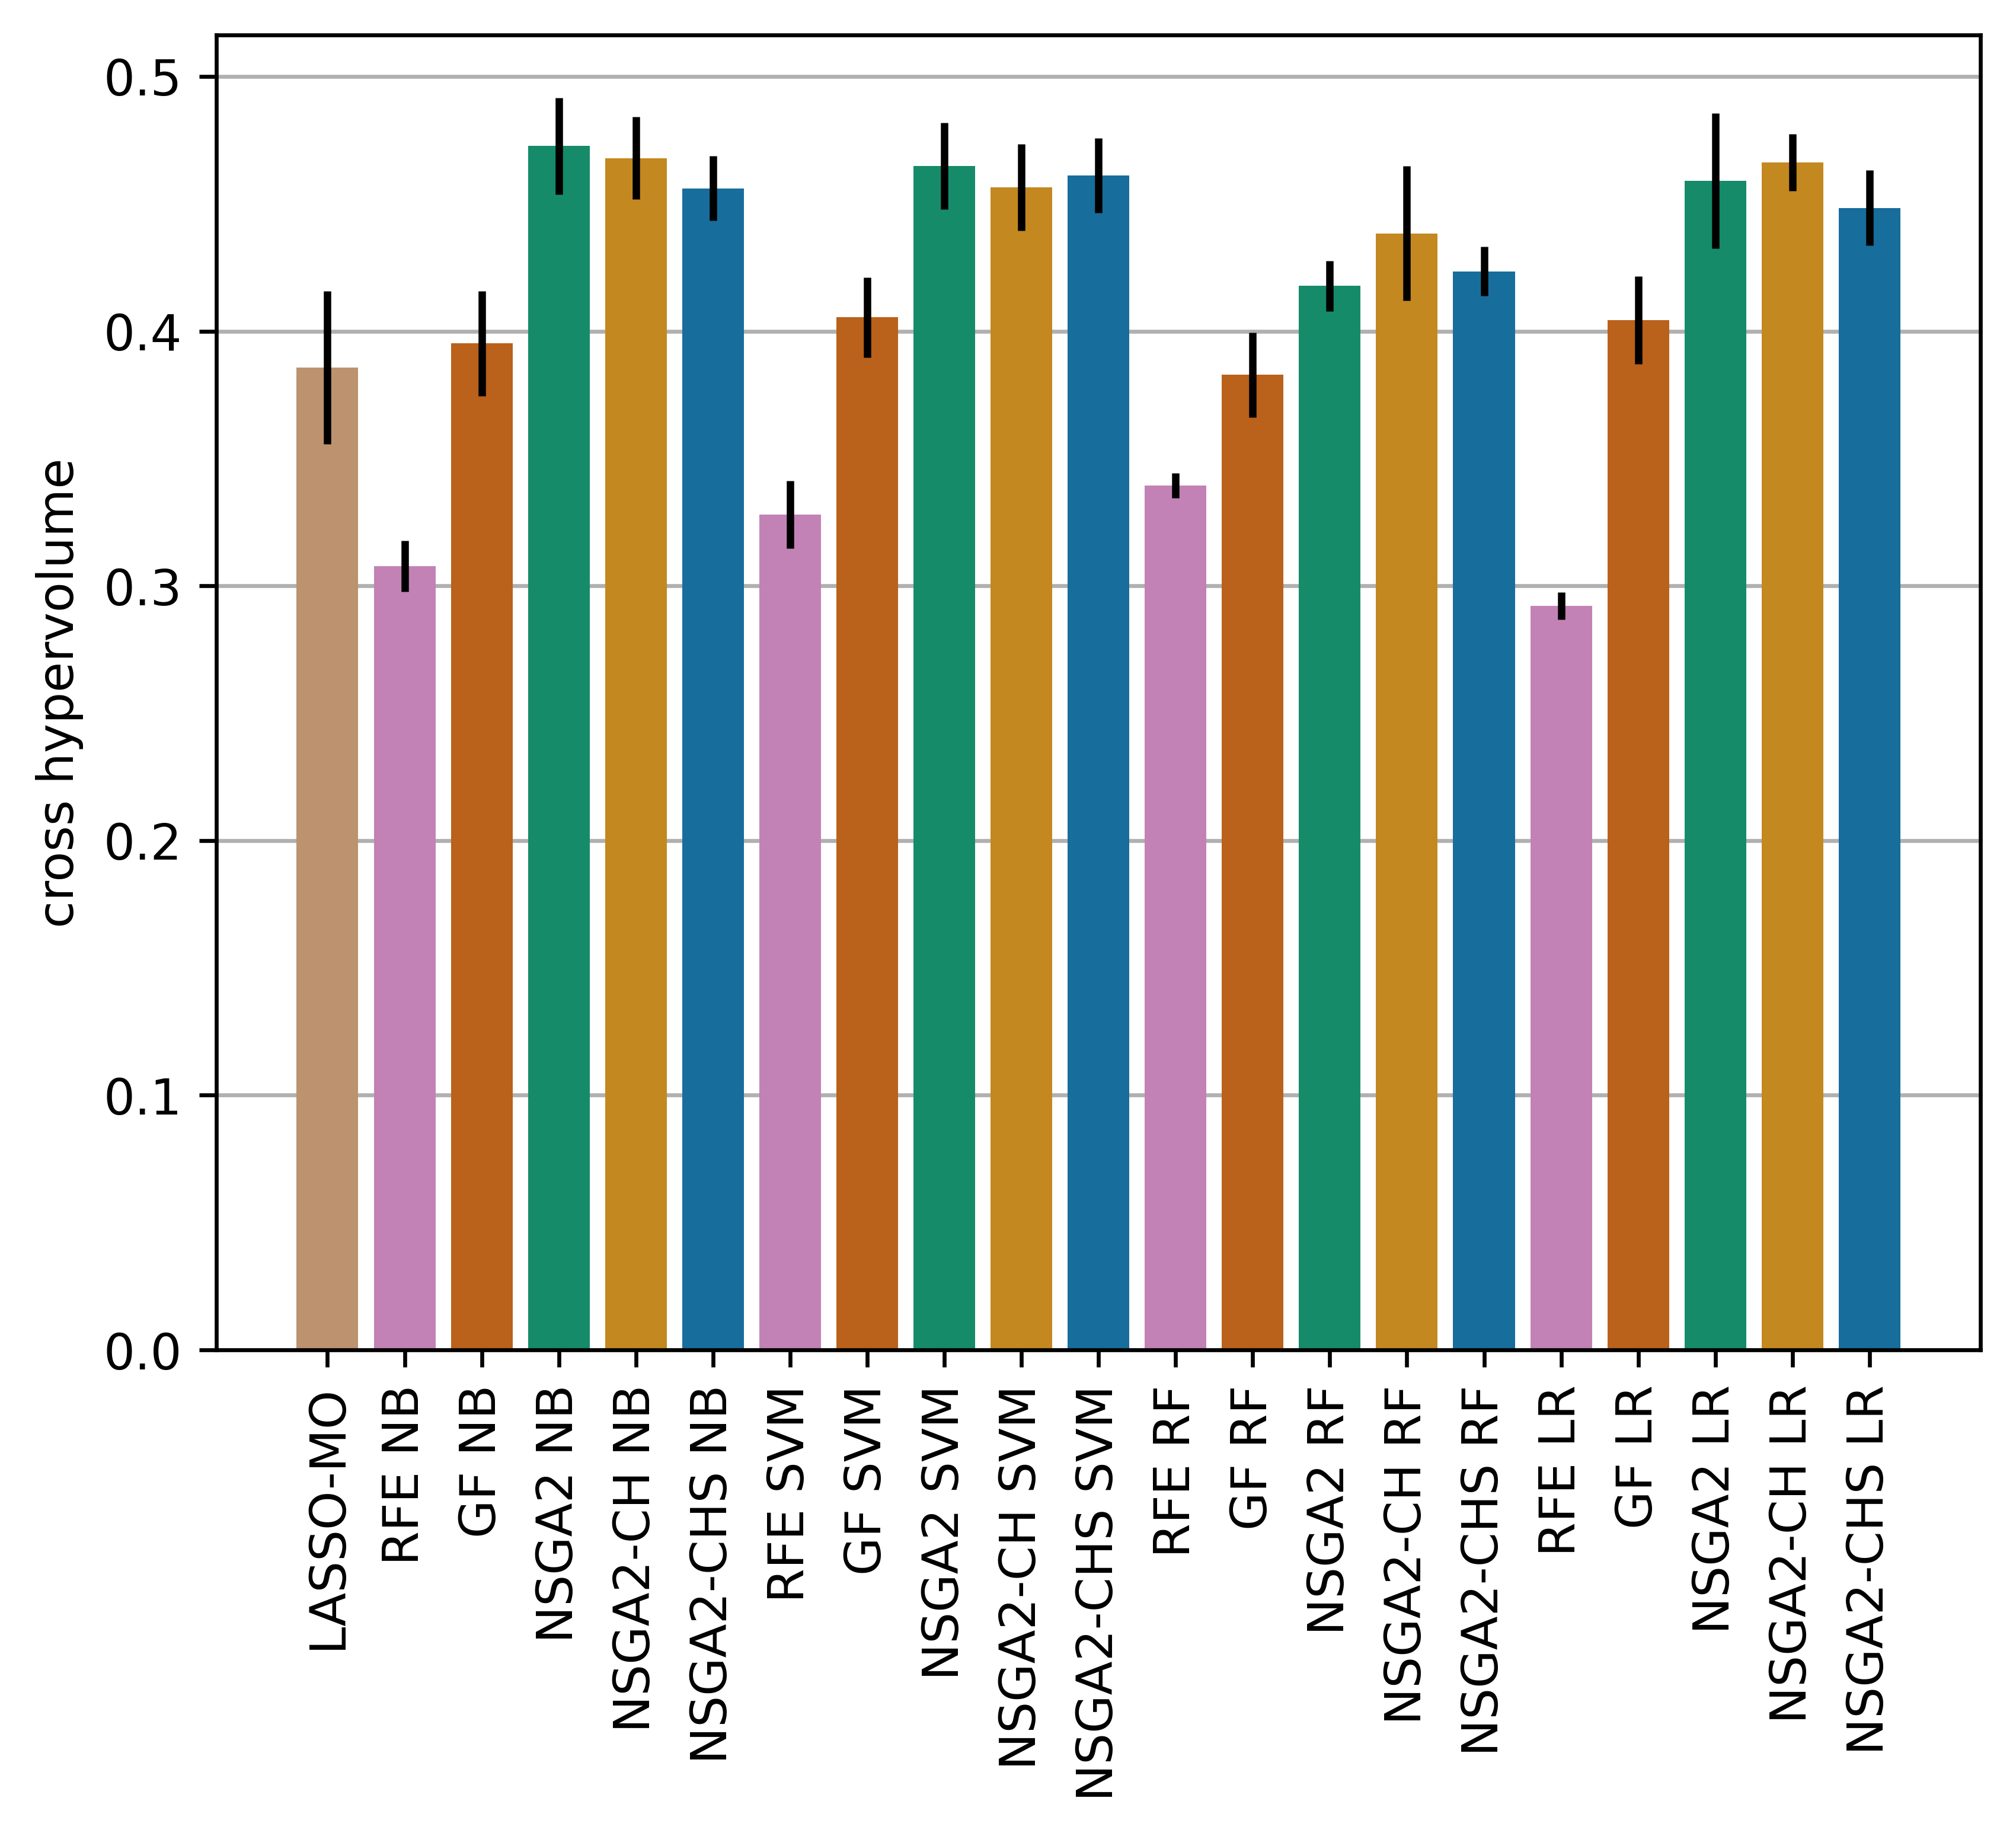 cross hypervolume
0.5
0.4
0.3
0.2
0.1
0.0
LASSO-MO
RFE NB
GF NB
NSGA2 NB
NSGA2-CH NB
NSGA2-CHS NB
RFE SVM
GF SVM
NSGA2 SVM
NSGA2-CH SVM
NSGA2-CHS SVM
RFE RF
GF RF
NSGA2 RF
NSGA2-CH RF
NSGA2-CHS RF
RFE LR
GF LR
NSGA2 LR
NSGA2-CH LR
NSGA2-CHS LR